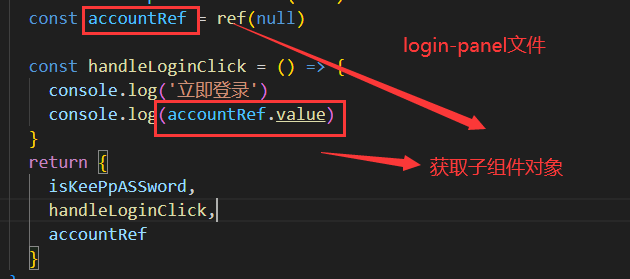 const accountRef = ref(null)
login-panel文件
const handleLoginClick = () => {
console.log('立即登录')
console.log(accountRef.value)
}
获取子组件对象
return {
isKeePpASSword,
handleLoginClick,
accountRef
}